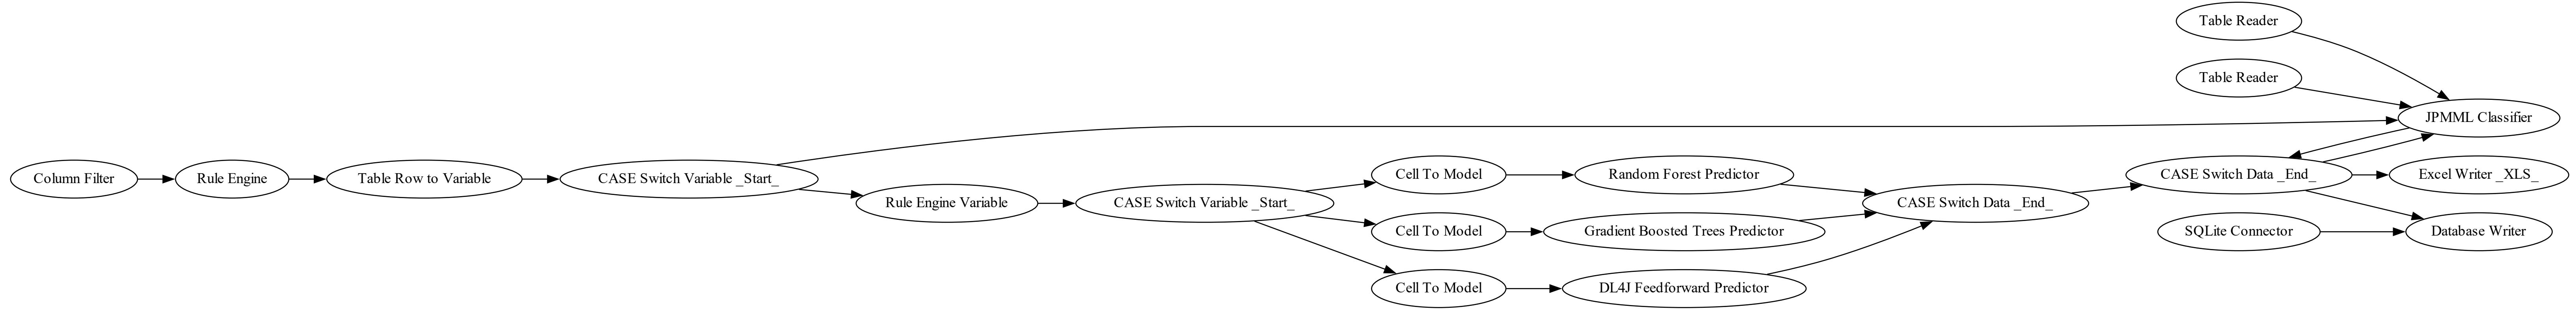 Table Reader
Table Reader
JPMML Classifier
Column Filter
Rule Engine
Table Row to Variable
CASE Switch Variable _Start_
Rule Engine Variable
CASE Switch Variable _Start_
Cell To Model
Random Forest Predictor
Cell To Model
Gradient Boosted Trees Predictor
Cell To Model
DL4J Feedforward Predictor
CASE Switch Data _End_
CASE Switch Data _End_
Excel Writer _XLS_
SQLite Connector
Database Writer